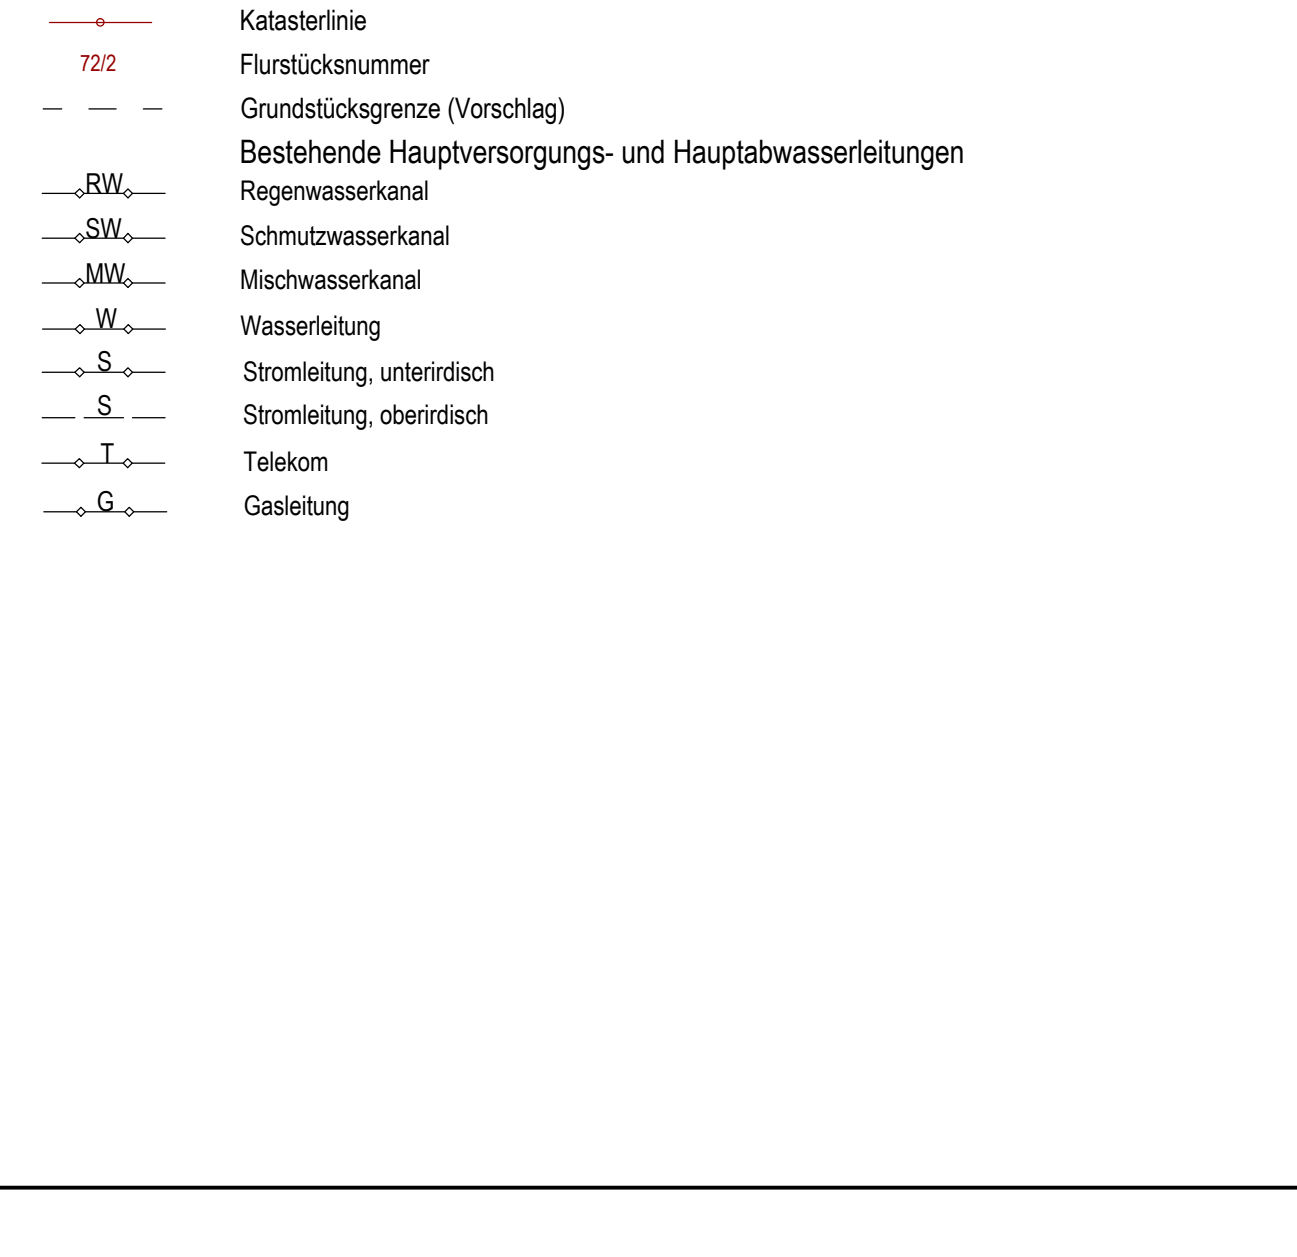 Katasterlinie
72/2 Flurstücksnummer
Grundstücksgrenze (Vorschlag)
Bestehende Hauptversorgungs- und Hauptabwasserleitungen
RW Regenwasserkanal
SW Schmutzwasserkanal
MW Mischwasserkanal
W Wasserleitung
S Stromleitung, unterirdisch
S Stromleitung, oberirdisch
T Telekom
G Gasleitung